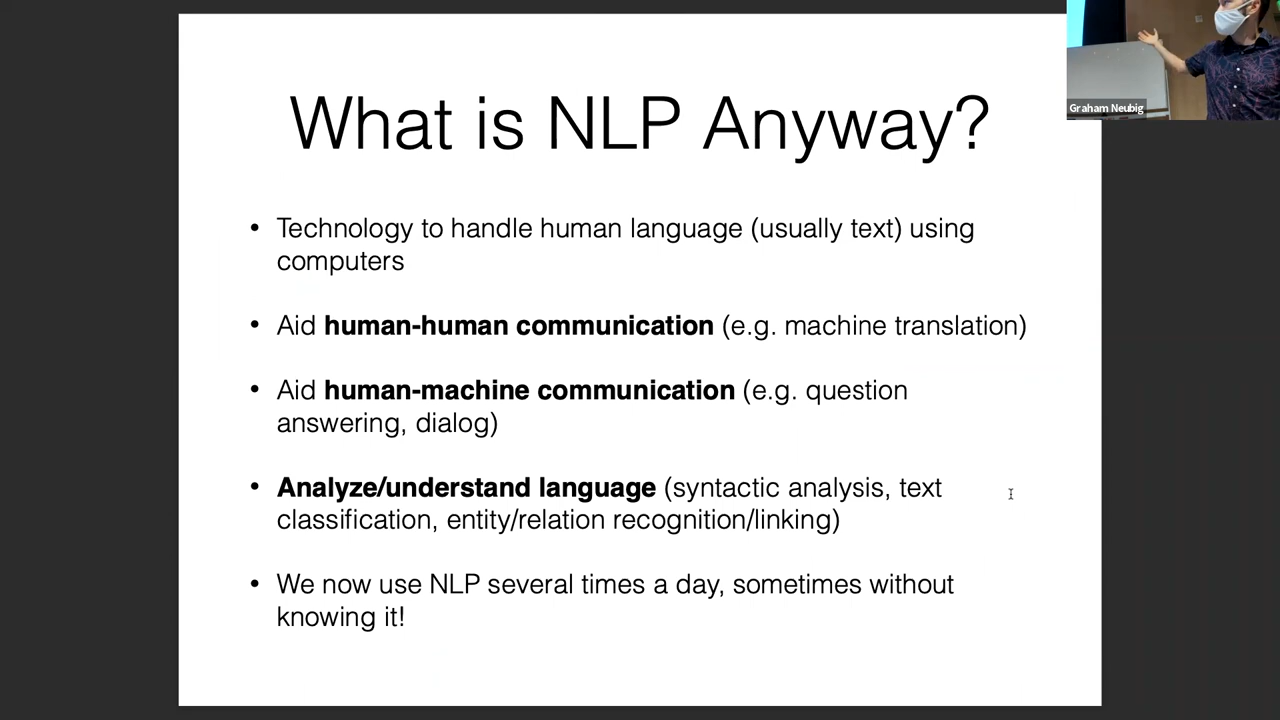 What is NLP Anyway?
• Technology to handle human language (usually text) using
computers
• Aid human-human communication (e.g. machine translation)
• Aid human-machine communication (e.g. question
answering, dialog)
• Analyze/understand language (syntactic analysis, text
classification, entity/relation recognition/linking)
• We now use NLP several times a day, sometimes without
knowing it!
Graham Neubig